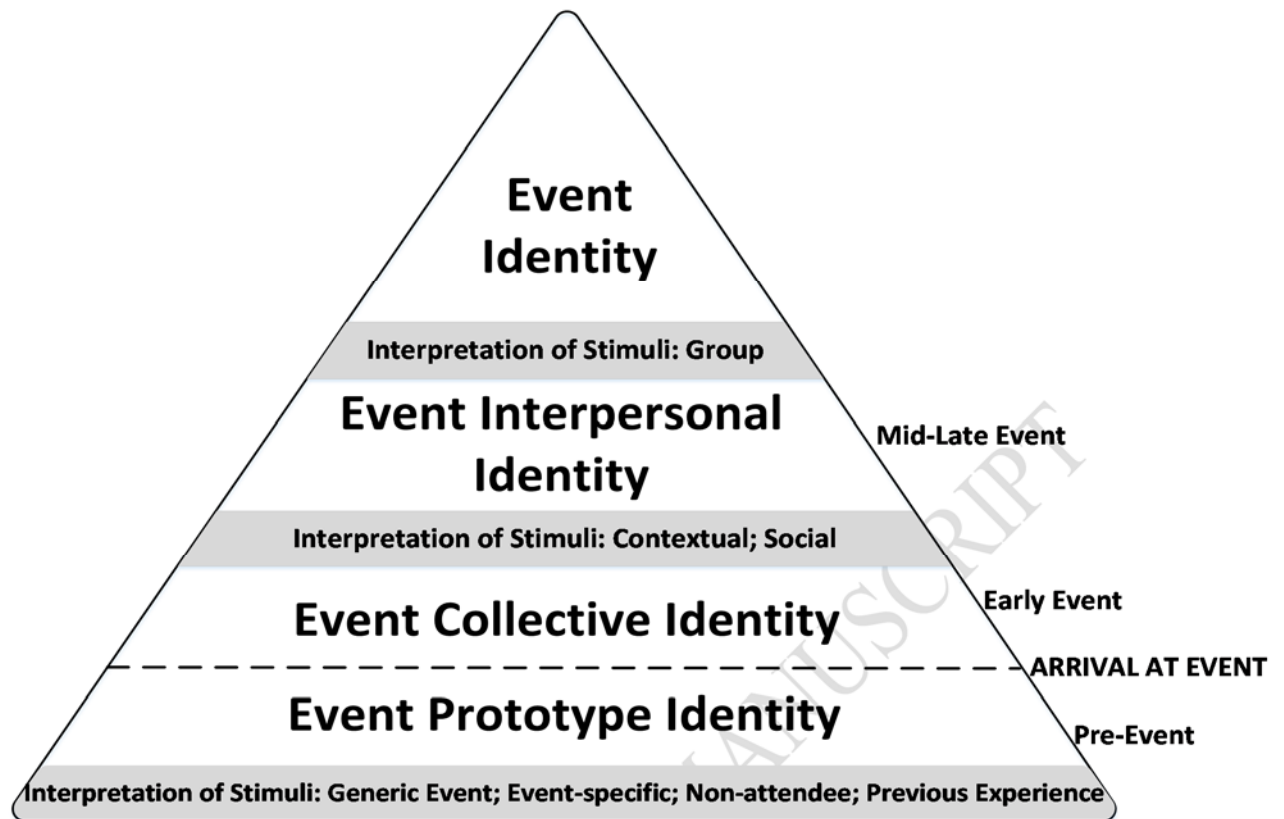 Event
Identity
Interpretation of Stimuli: Group
Event Interpersonal
Identity
Mid-Late Event
Interpretation of Stimuli: Contextual; Social
Early Event
Event Collective Identity
ARRIVAL AT EVENT
Event Prototype Identity
Pre-Event
Interpretation of Stimuli: Generic Event; Event-specific; Non-attendee; Previous Experience
MANUSCRIPT